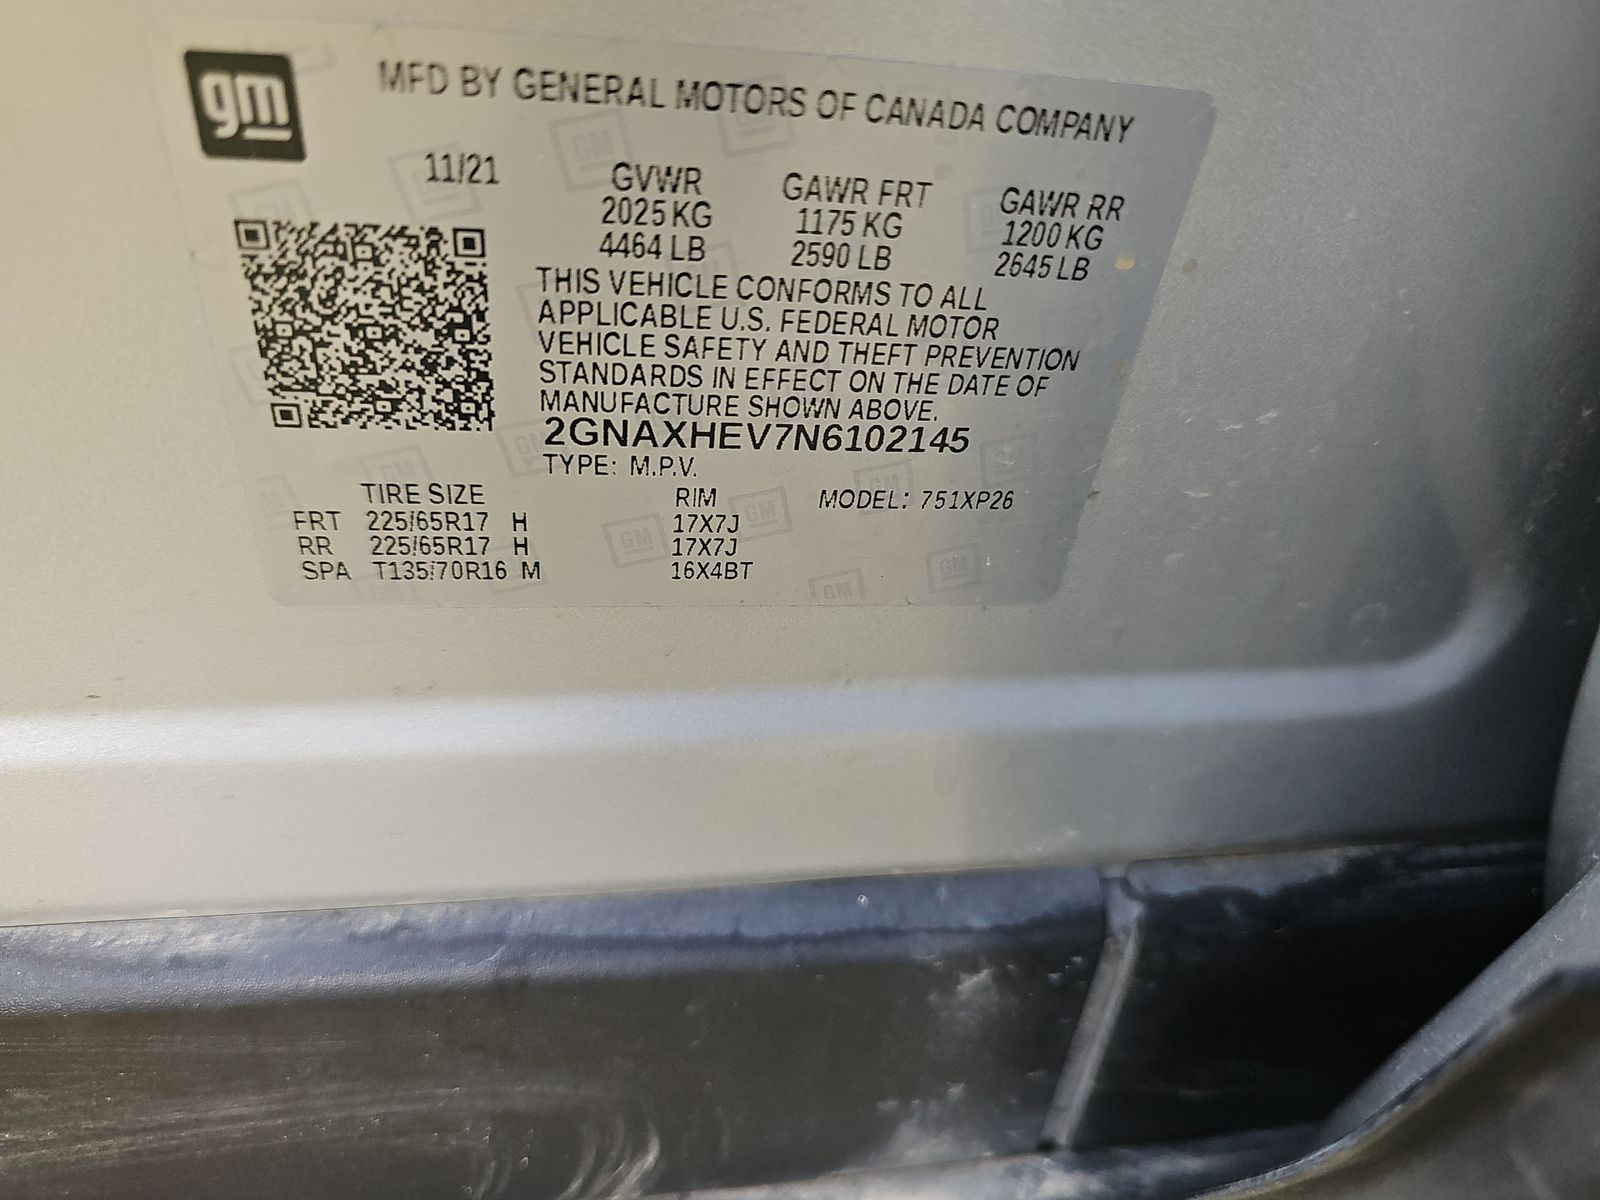 gm
MFD BY GENERAL MOTORS OF CANADA COMPANY
11/21 GVWR GAWR FRT GAWR RR
2025 KG 1175 KG 1200 KG
4464 LB 2590 LB 2645 LB
THIS VEHICLE CONFORMS TO ALL
APPLICABLE U.S. FEDERAL MOTOR
VEHICLE SAFETY AND THEFT PREVENTION
STANDARDS IN EFFECT ON THE DATE OF
MANUFACTURE SHOWN ABOVE.
2GNAXHEV7N6102145
TYPE: M.P.V.
TIRE SIZE RIM MODEL: 751XP26
FRT 225/65R17 H 17X7J
RR 225/65R17 H 17X7J
SPA T135/70R16 M 16X4BT